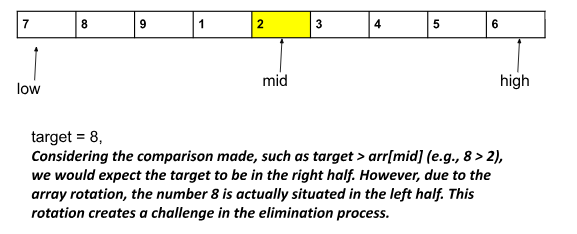 7 8 9 1 2 3 4 5 6
low mid high
target = 8,
Considering the comparison made, such as target > arr[mid] (e.g., 8 > 2),
we would expect the target to be in the right half. However, due to the
array rotation, the number 8 is actually situated in the left half. This
rotation creates a challenge in the elimination process.